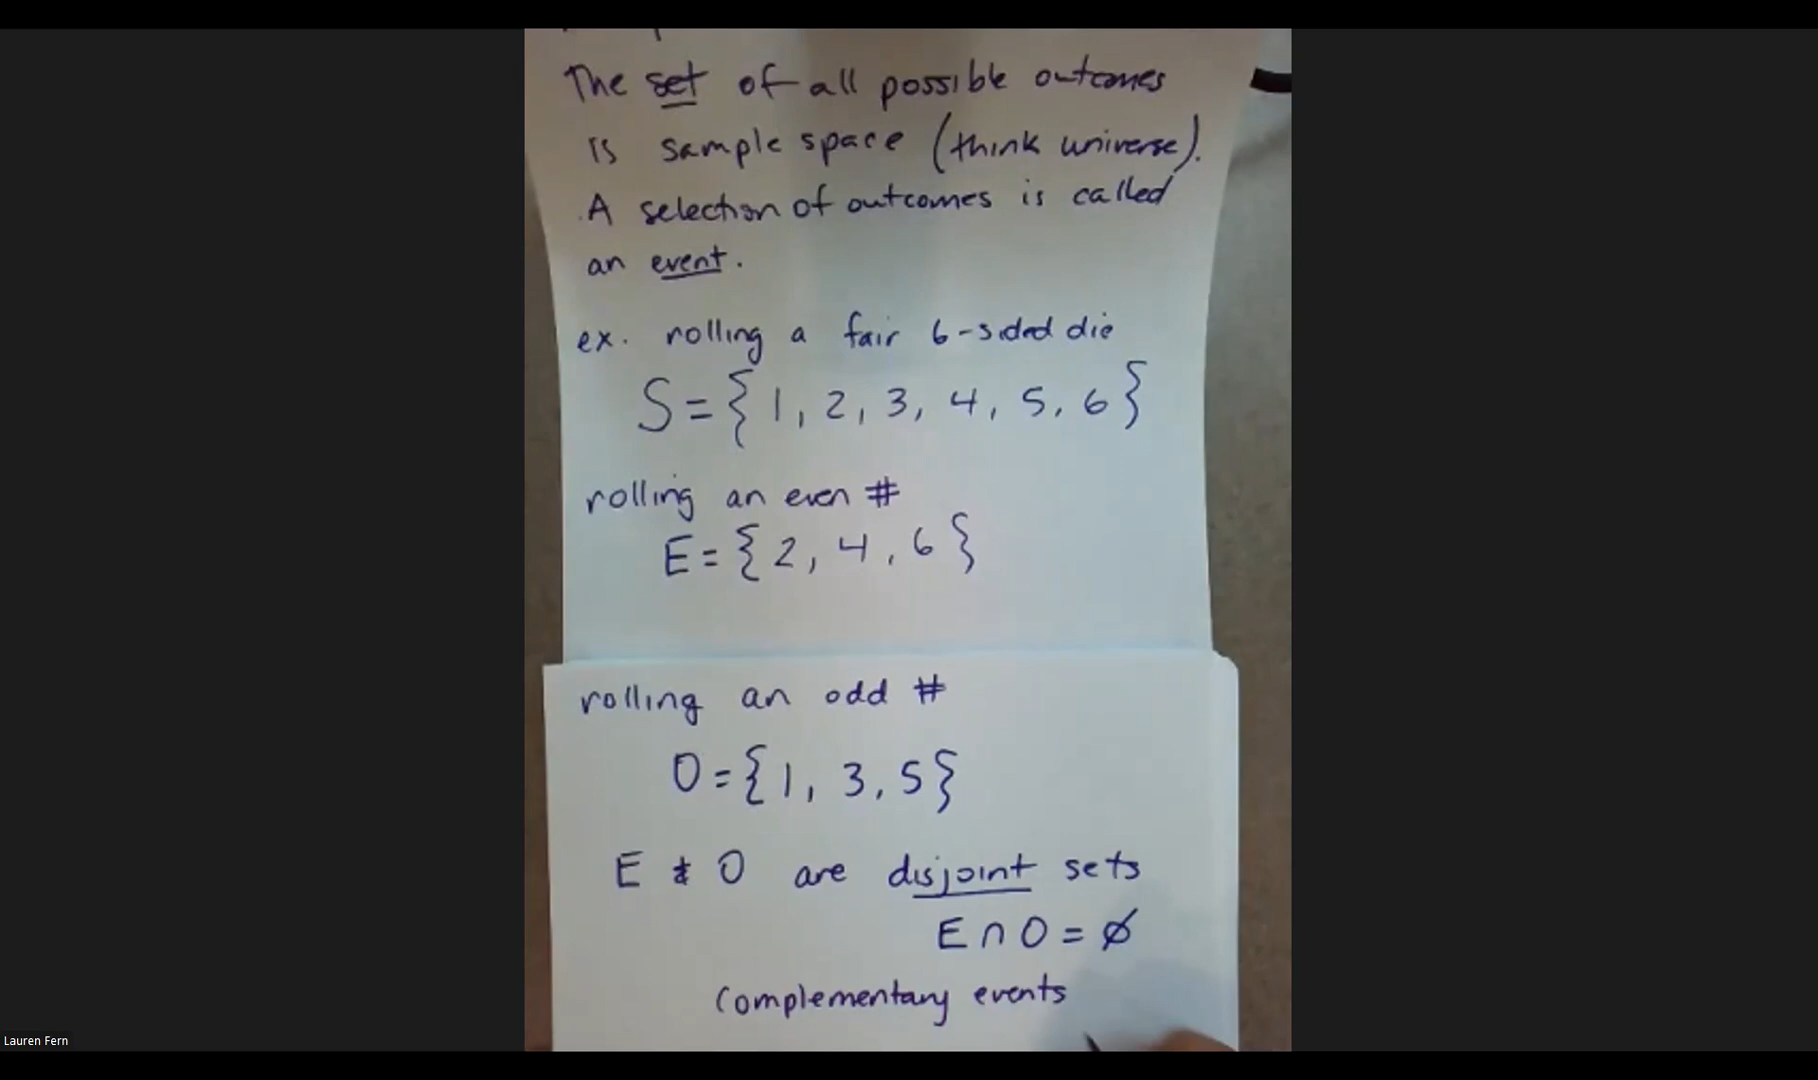 The set of all possible outcomes
is sample space (think universe).
A selection of outcomes is called
an event.
ex. rolling a fair 6-sided die
S = { 1, 2, 3, 4, 5, 6 }
rolling an even #
E = { 2, 4, 6 }
rolling an odd #
O = { 1, 3, 5 }
E & O are disjoint sets
E ∩ O = ∅
complementary events
Lauren Fern